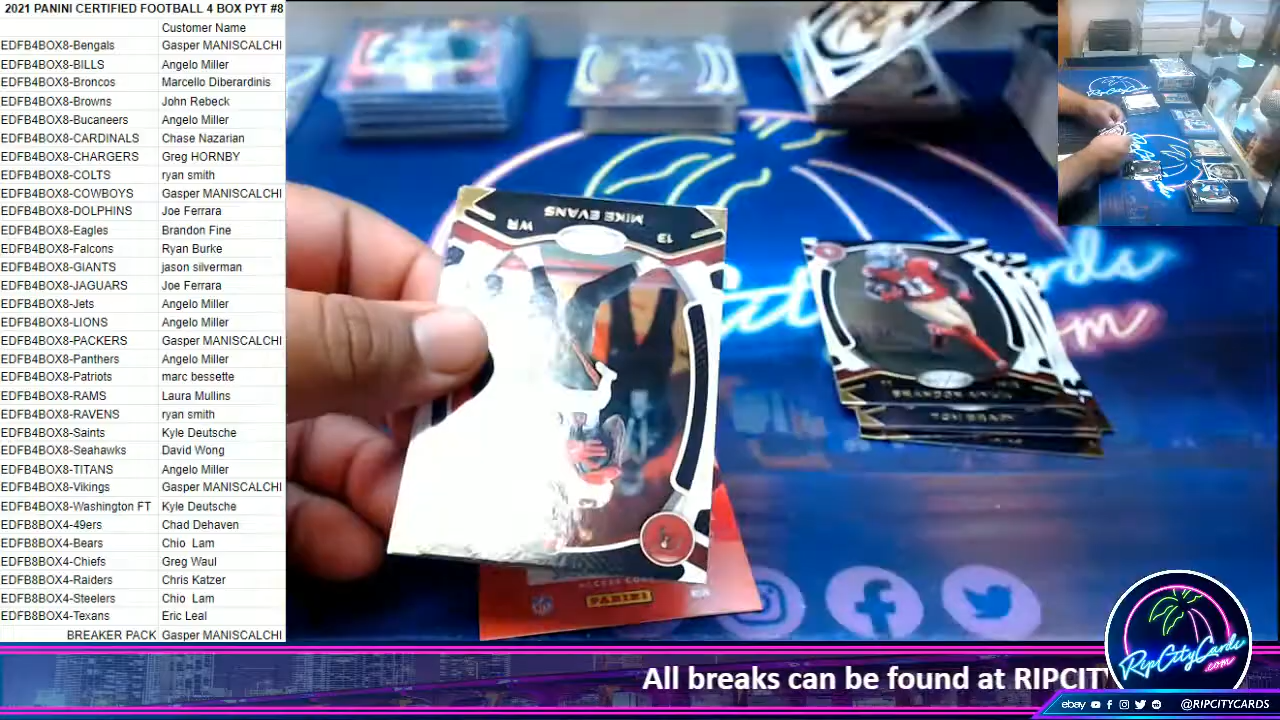 2021 PANINI CERTIFIED FOOTBALL 4 BOX PYT #8
Customer Name
EDFB4BOX8-Bengals Gasper MANISCALCHI
EDFB4BOX8-BILLS Angelo Miller
EDFB4BOX8-Broncos Marcello Diberardinis
EDFB4BOX8-Browns John Rebeck
EDFB4BOX8-Bucaneers Angelo Miller
EDFB4BOX8-CARDINALS Chase Nazarian
EDFB4BOX8-CHARGERS Greg HORNBY
EDFB4BOX8-COLTS ryan smith
EDFB4BOX8-COWBOYS Gasper MANISCALCHI
EDFB4BOX8-DOLPHINS Joe Ferrara
EDFB4BOX8-Eagles Brandon Fine
EDFB4BOX8-Falcons Ryan Burke
EDFB4BOX8-GIANTS jason silverman
EDFB4BOX8-JAGUARS Joe Ferrara
EDFB4BOX8-Jets Angelo Miller
EDFB4BOX8-LIONS Angelo Miller
EDFB4BOX8-PACKERS Gasper MANISCALCHI
EDFB4BOX8-Panthers Angelo Miller
EDFB4BOX8-Patriots marc bessette
EDFB4BOX8-RAMS Laura Mullins
EDFB4BOX8-RAVENS ryan smith
EDFB4BOX8-Saints Kyle Deutsche
EDFB4BOX8-Seahawks David Wong
EDFB4BOX8-TITANS Angelo Miller
EDFB4BOX8-Vikings Gasper MANISCALCHI
EDFB4BOX8-Washington FT Kyle Deutsche
EDFB8BOX4-49ers Chad Dehaven
EDFB8BOX4-Bears Chio Lam
EDFB8BOX4-Chiefs Greg Waul
EDFB8BOX4-Raiders Chris Katzer
EDFB8BOX4-Steelers Chio Lam
EDFB8BOX4-Texans Eric Leal
BREAKER PACK Gasper MANISCALCHI
MIKE EVANS
WR
13
PANINI
All breaks can be found at RIPCITY
RipCityCards
.com
ebay @RIPCITYCARDS